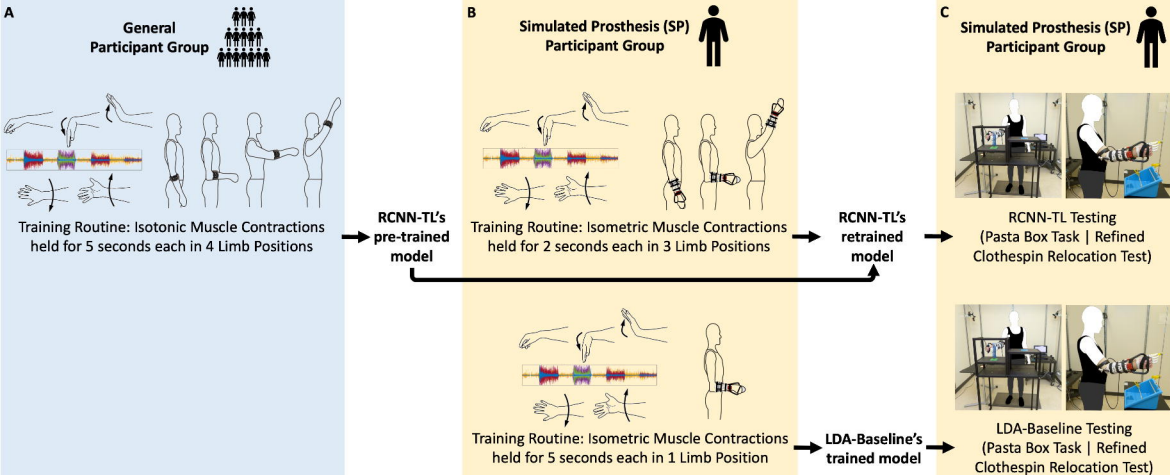 A
General
Participant Group
Training Routine: Isotonic Muscle Contractions
held for 5 seconds each in 4 Limb Positions
RCNN-TL’s
pre-trained
model
B
Simulated Prosthesis (SP)
Participant Group
Training Routine: Isometric Muscle Contractions
held for 2 seconds each in 3 Limb Positions
RCNN-TL’s
retrained
model
Training Routine: Isometric Muscle Contractions
held for 5 seconds each in 1 Limb Position
LDA-Baseline’s
trained model
C
Simulated Prosthesis (SP)
Participant Group
RCNN-TL Testing
(Pasta Box Task | Refined
Clothespin Relocation Test)
LDA-Baseline Testing
(Pasta Box Task | Refined
Clothespin Relocation Test)